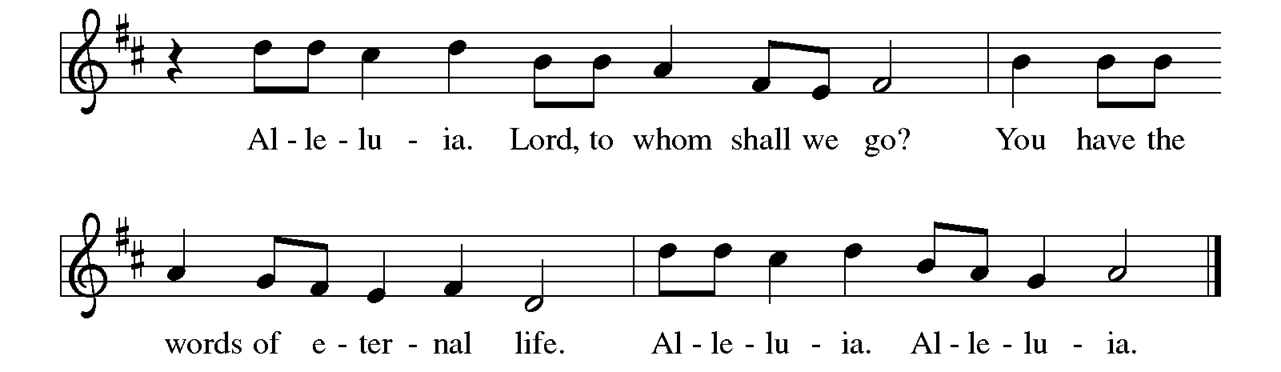 Al - le - lu - ia. Lord, to whom shall we go? You have the
words of e - ter - nal life. Al - le - lu - ia. Al - le - lu - ia.